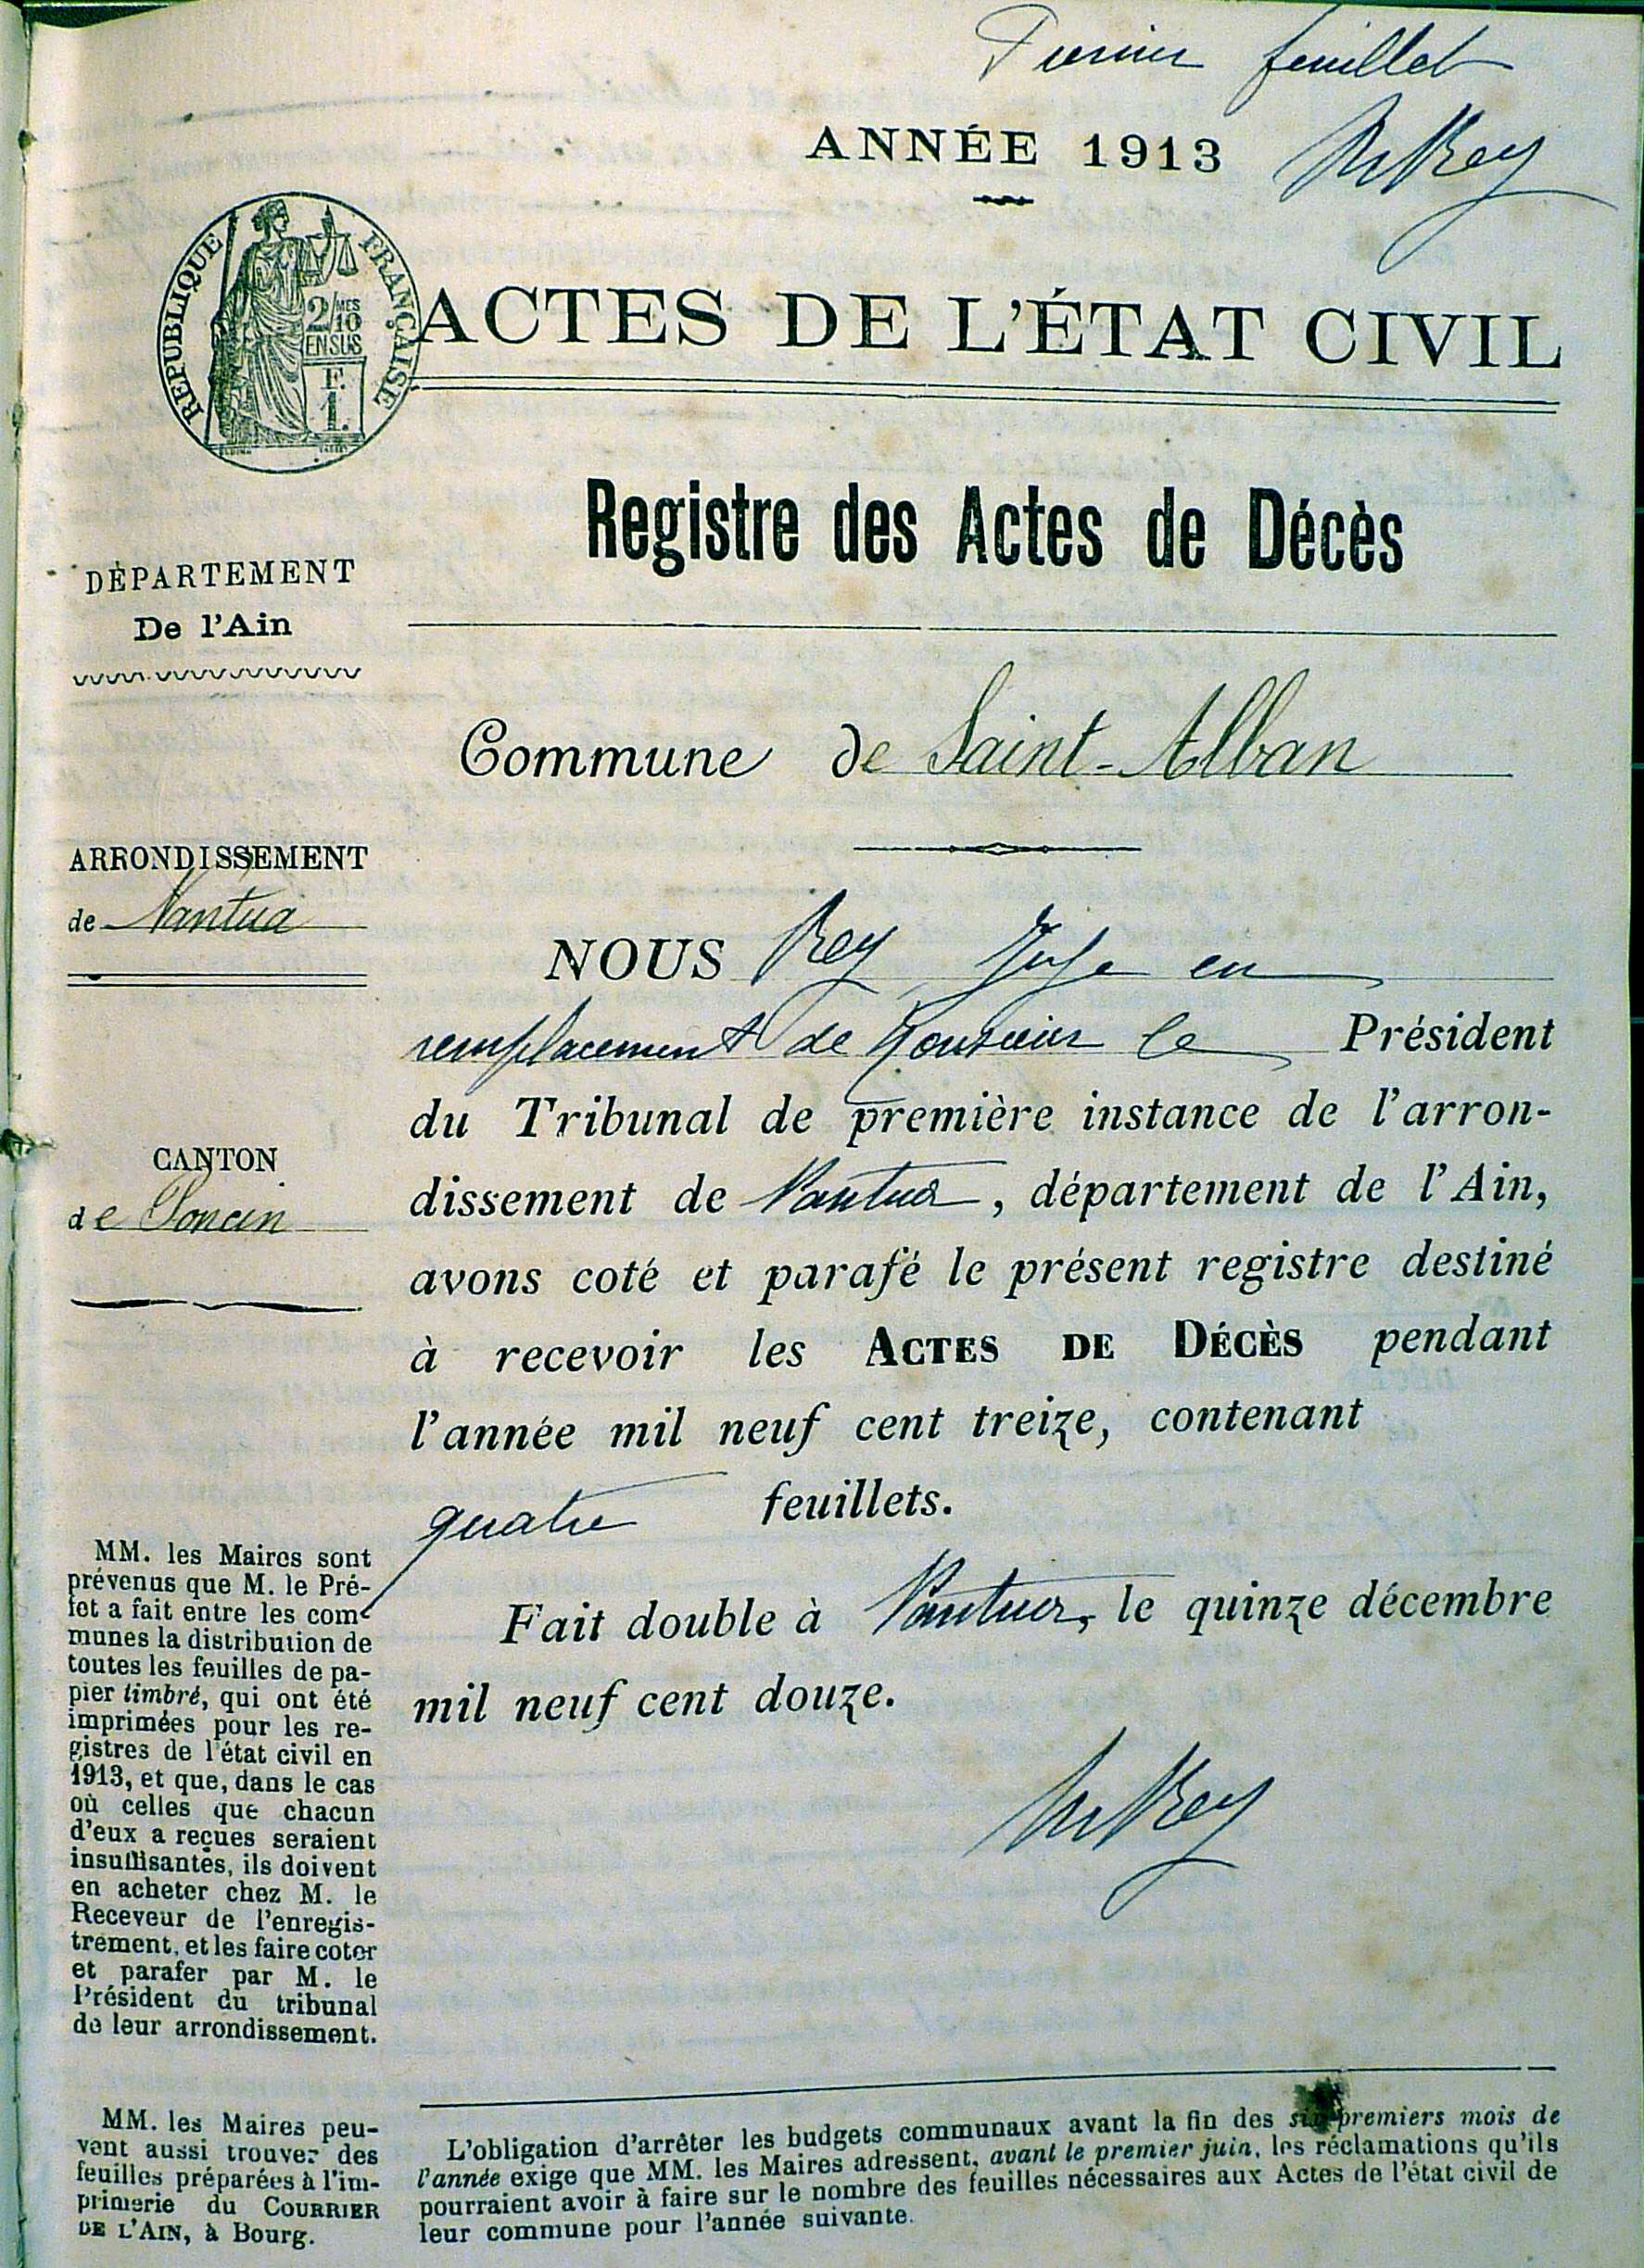 Premier feuillet
ANNÉE 1913
Rey
RÉPUBLIQUE FRANÇAISE
2/MES
10
EN SUS
F.
1.
ACTES DE L'ÉTAT CIVIL
Registre des Actes de Décès
DÉPARTEMENT
De l'Ain
Commune de Saint-Alban
ARRONDISSEMENT
de Nantua
CANTON
de Poncin
NOUS Rey, Juge en
remplacement de Monsieur le Président
du Tribunal de première instance de l'arron-
dissement de Nantua, département de l'Ain,
avons coté et parafé le présent registre destiné
à recevoir les ACTES DE DÉCÈS pendant
l'année mil neuf cent treize, contenant
quatre feuillets.
Fait double à Nantua, le quinze décembre
mil neuf cent douze.
Rey
MM. les Maires sont
prévenus que M. le Pré-
fet a fait entre les com-
munes la distribution de
toutes les feuilles de pa-
pier timbré, qui ont été
imprimées pour les re-
gistres de l'état civil en
1913, et que, dans le cas
où celles que chacun
d'eux a reçues seraient
insuffisantes, ils doivent
en acheter chez M. le
Receveur de l'enregis-
trement, et les faire coter
et parafer par M. le
Président du tribunal
de leur arrondissement.
MM. les Maires peu-
vent aussi trouver des
feuilles préparées à l'im-
primerie du COURRIER
DE L'AIN, à Bourg.
L'obligation d'arrêter les budgets communaux avant la fin des six premiers mois de
l'année exige que MM. les Maires adressent, avant le premier juin, les réclamations qu'ils
pourraient avoir à faire sur le nombre des feuilles nécessaires aux Actes de l'état civil de
leur commune pour l'année suivante.